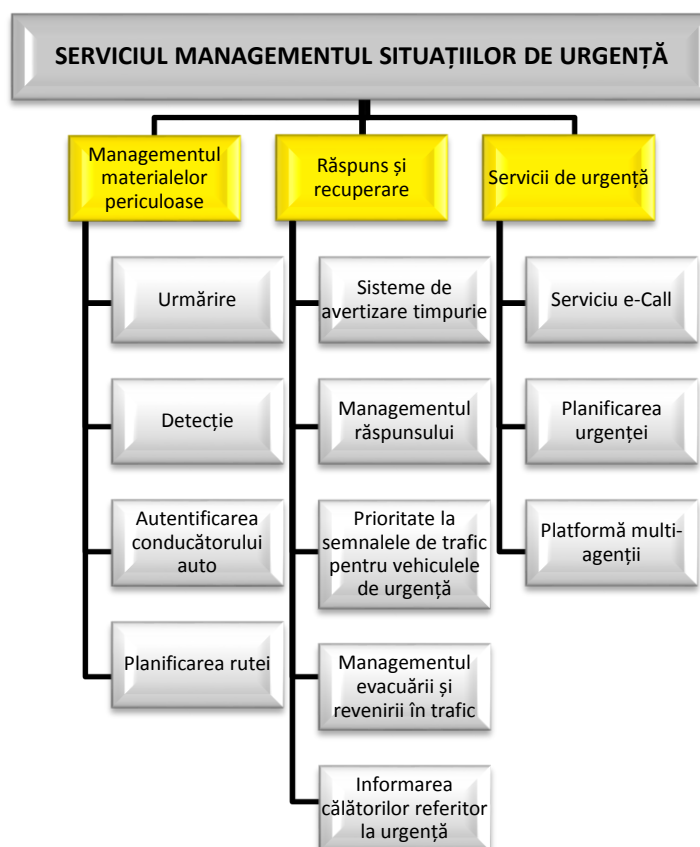 SERVICIUL MANAGEMENTUL SITUAȚIILOR DE URGENȚĂ
Managementul
materialelor
periculoase
Urmărire
Detecție
Autentificarea
conducătorului
auto
Planificarea rutei
Răspuns și
recuperare
Sisteme de
avertizare timpurie
Managementul
răspunsului
Prioritate la
semnalele de trafic
pentru vehiculele
de urgență
Managementul
evacuării și
revenirii în trafic
Informarea
călătorilor referitor
la urgență
Servicii de urgență
Serviciu e-Call
Planificarea
urgenței
Platformă multi-
agenții